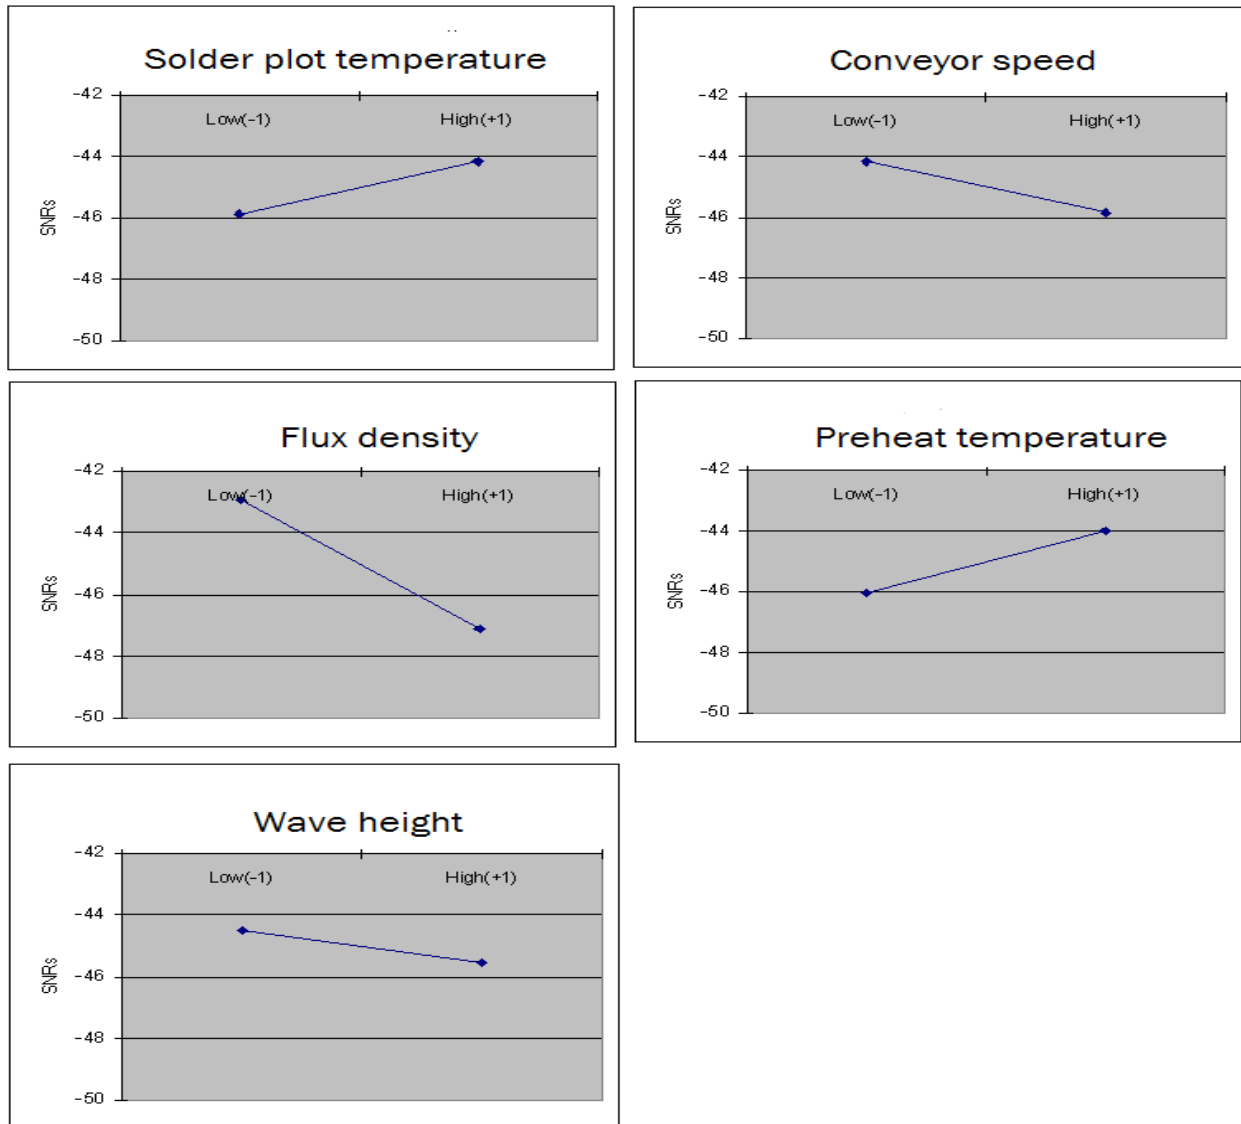 Solder plot temperature
-42
Low(-1) High(+1)
-44
-46
-48
-50
SNRs
Conveyor speed
-42
Low(-1) High(+1)
-44
-46
-48
-50
SNRs
Flux density
-42
Low(-1) High(+1)
-44
-46
-48
-50
SNRs
Preheat temperature
-42
Low(-1) High(+1)
-44
-46
-48
-50
SNRs
Wave height
-42
Low(-1) High(+1)
-44
-46
-48
-50
SNRs